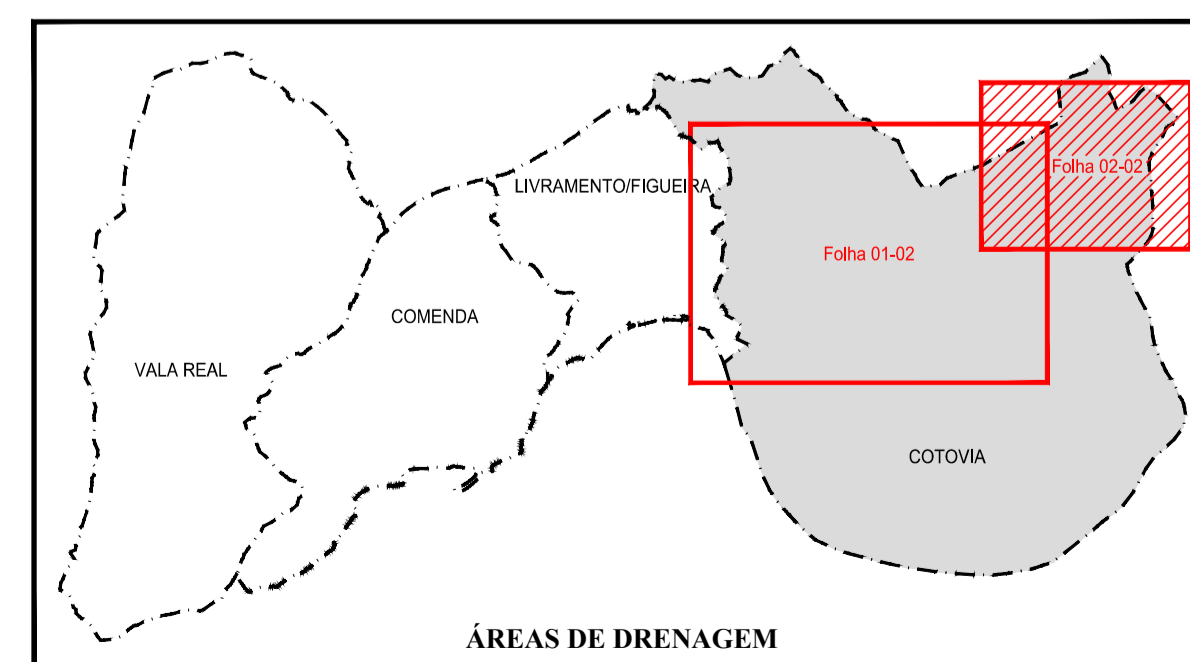 Folha 02-02
LIVRAMENTO/FIGUEIRA
Folha 01-02
COMENDA
VALA REAL
COTOVIA
ÁREAS DE DRENAGEM